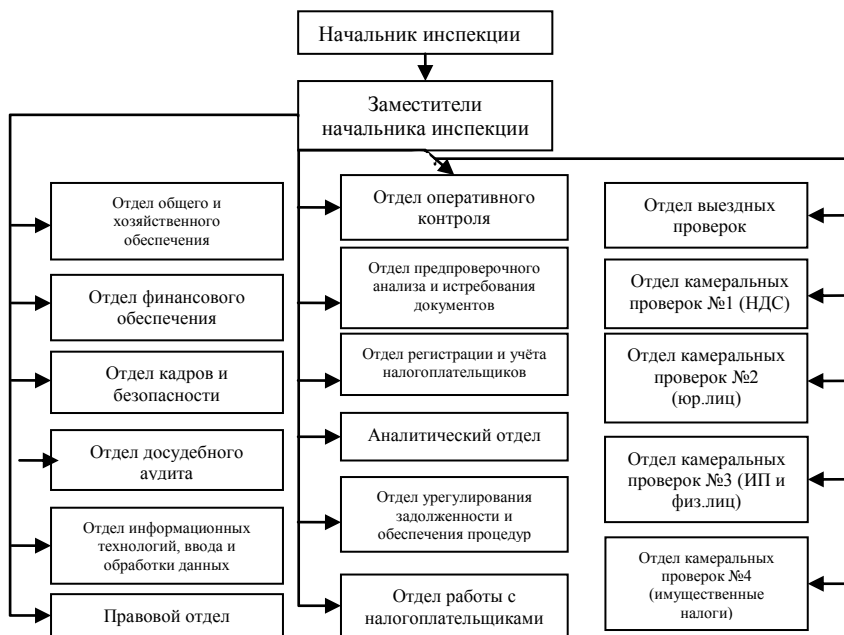 Начальник инспекции
Заместители
начальника инспекции
Отдел общего и
хозяйственного
обеспечения
Отдел финансового
обеспечения
Отдел кадров и
безопасности
Отдел досудебного
аудита
Отдел информационных
технологий, ввода и
обработки данных
Правовой отдел
Отдел оперативного
контроля
Отдел предпроверочного
анализа и истребования
документов
Отдел регистрации и учёта
налогоплательщиков
Аналитический отдел
Отдел урегулирования
задолженности и
обеспечения процедур
Отдел работы с
налогоплательщиками
Отдел выездных
проверок
Отдел камеральных
проверок №1 (НДС)
Отдел камеральных
проверок №2
(юр.лиц)
Отдел камеральных
проверок №3 (ИП и
физ.лиц)
Отдел камеральных
проверок №4
(имущественные
налоги)